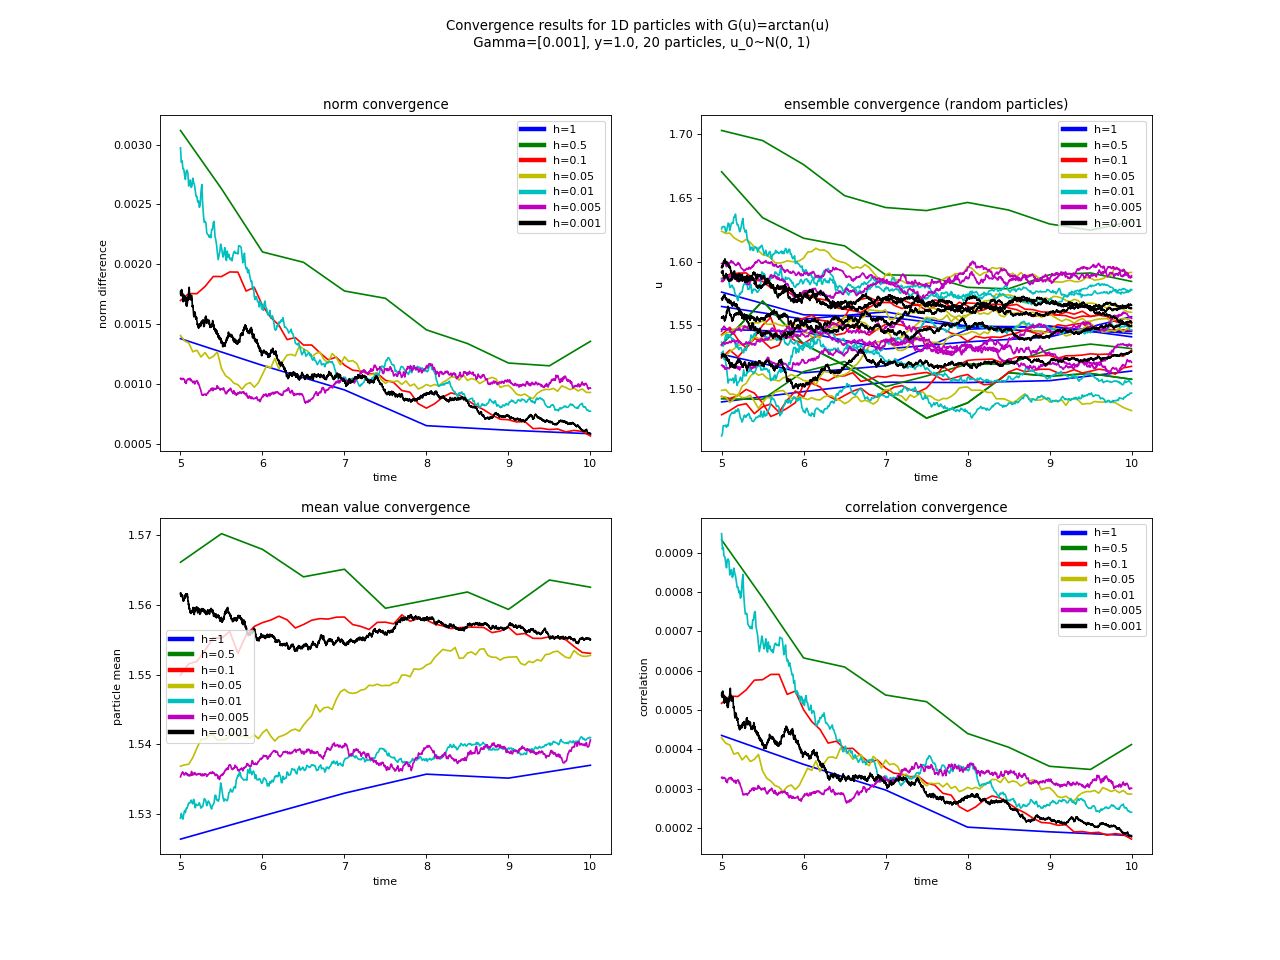 Convergence results for 1D particles with G(u)=arctan(u)
Gamma=[0.001], y=1.0, 20 particles, u_0~N(0, 1)
norm convergence
norm difference
0.0030
0.0025
0.0020
0.0015
0.0010
0.0005
h=1
h=0.5
h=0.1
h=0.05
h=0.01
h=0.005
h=0.001
5 6 7 8 9 10
time
ensemble convergence (random particles)
u
1.70
1.65
1.60
1.55
1.50
h=1
h=0.5
h=0.1
h=0.05
h=0.01
h=0.005
h=0.001
5 6 7 8 9 10
time
mean value convergence
particle mean
1.57
1.56
1.55
1.54
1.53
h=1
h=0.5
h=0.1
h=0.05
h=0.01
h=0.005
h=0.001
5 6 7 8 9 10
time
correlation convergence
correlation
0.0009
0.0008
0.0007
0.0006
0.0005
0.0004
0.0003
0.0002
h=1
h=0.5
h=0.1
h=0.05
h=0.01
h=0.005
h=0.001
5 6 7 8 9 10
time